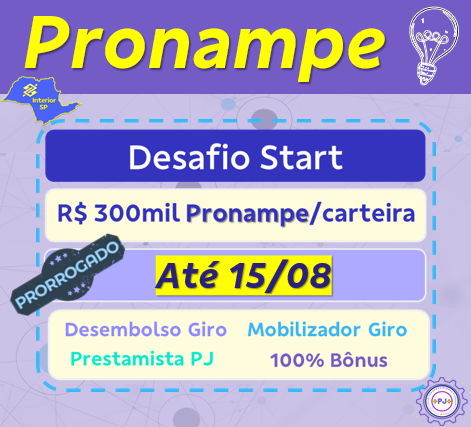 Pronampe
Interior
SP
Desafio Start
R$ 300mil Pronampe/carteira
PRORROGADO
Até 15/08
Desembolso Giro Mobilizador Giro
Prestamista PJ 100% Bônus
PJ